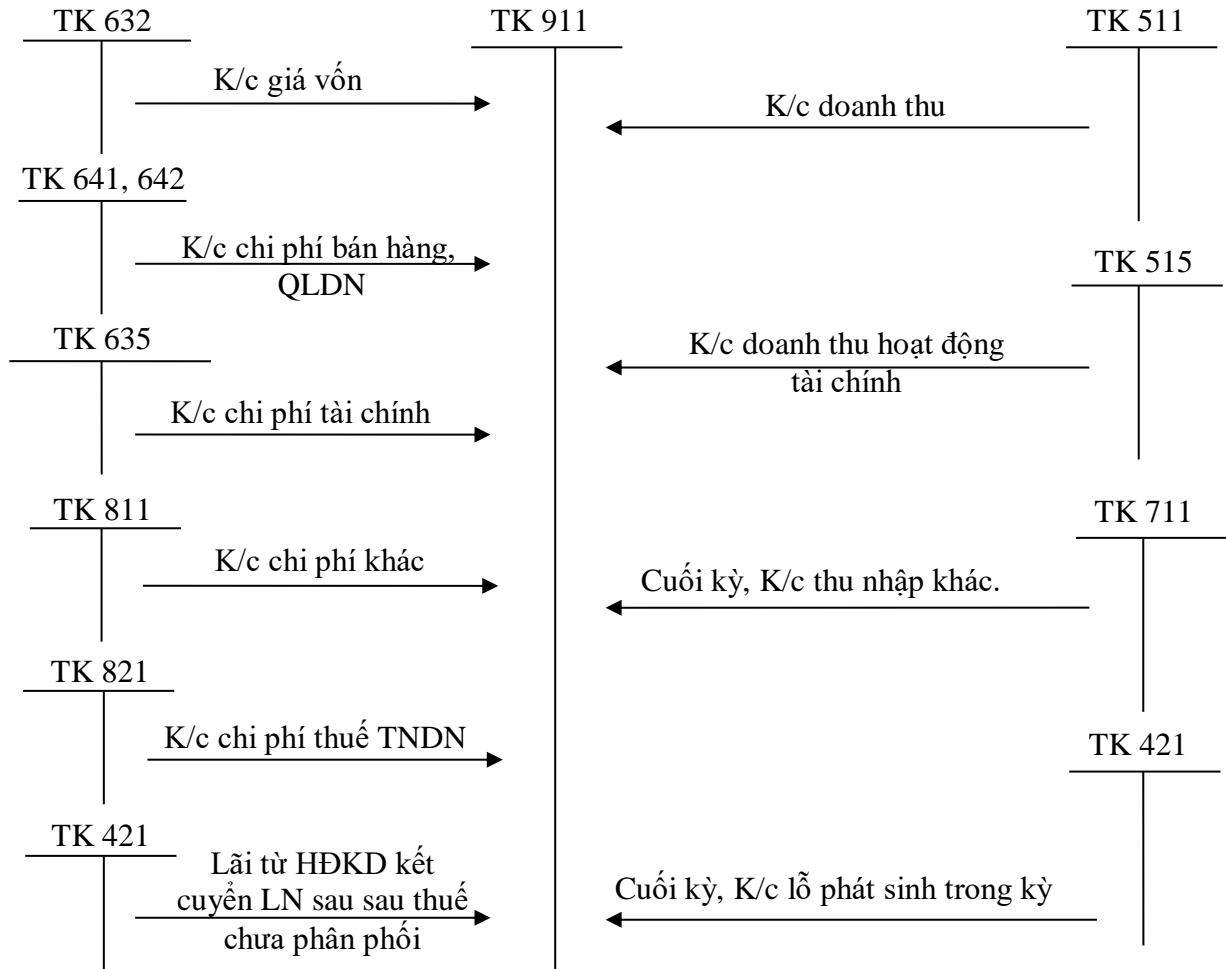 TK 632
TK 911
TK 511
K/c giá vốn
K/c doanh thu
TK 641, 642
K/c chi phí bán hàng,
QLDN
TK 515
TK 635
K/c doanh thu hoạt động
tài chính
K/c chi phí tài chính
TK 811
TK 711
K/c chi phí khác
Cuối kỳ, K/c thu nhập khác.
TK 821
K/c chi phí thuế TNDN
TK 421
TK 421
Lãi từ HĐKD kết
cuyển LN sau sau thuế
chưa phân phối
Cuối kỳ, K/c lỗ phát sinh trong kỳ